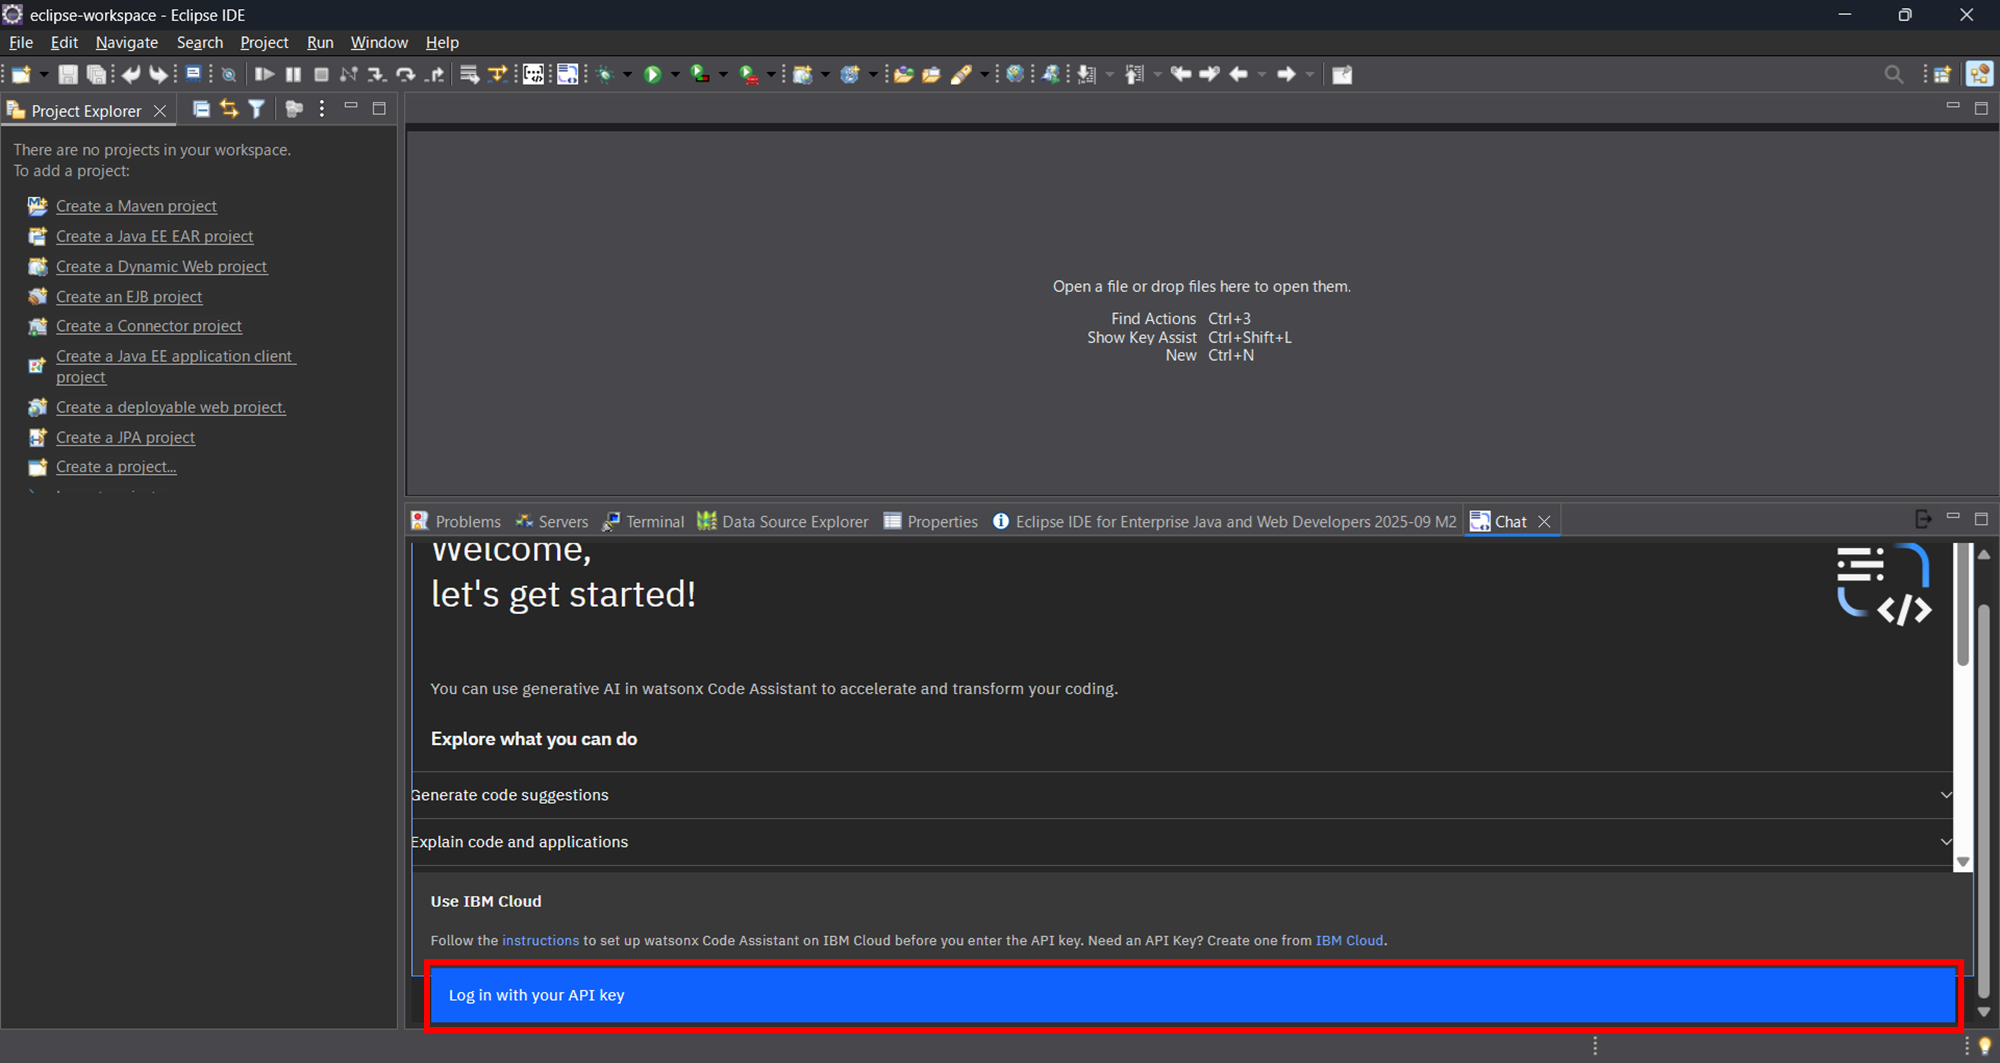 eclipse-workspace - Eclipse IDE
File Edit Navigate Search Project Run Window Help
Project Explorer
There are no projects in your workspace.
To add a project:
Create a Maven project
Create a Java EE EAR project
Create a Dynamic Web project
Create an EJB project
Create a Connector project
Create a Java EE application client
project
Create a deployable web project.
Create a JPA project
Create a project...
Open a file or drop files here to open them.
Find Actions Ctrl+3
Show Key Assist Ctrl+Shift+L
New Ctrl+N
Problems Servers Terminal Data Source Explorer Properties Eclipse IDE for Enterprise Java and Web Developers 2025-09 M2 Chat
Welcome,
let's get started!
You can use generative AI in watsonx Code Assistant to accelerate and transform your coding.
Explore what you can do
Generate code suggestions
Explain code and applications
Use IBM Cloud
Follow the instructions to set up watsonx Code Assistant on IBM Cloud before you enter the API key. Need an API Key? Create one from IBM Cloud.
Log in with your API key